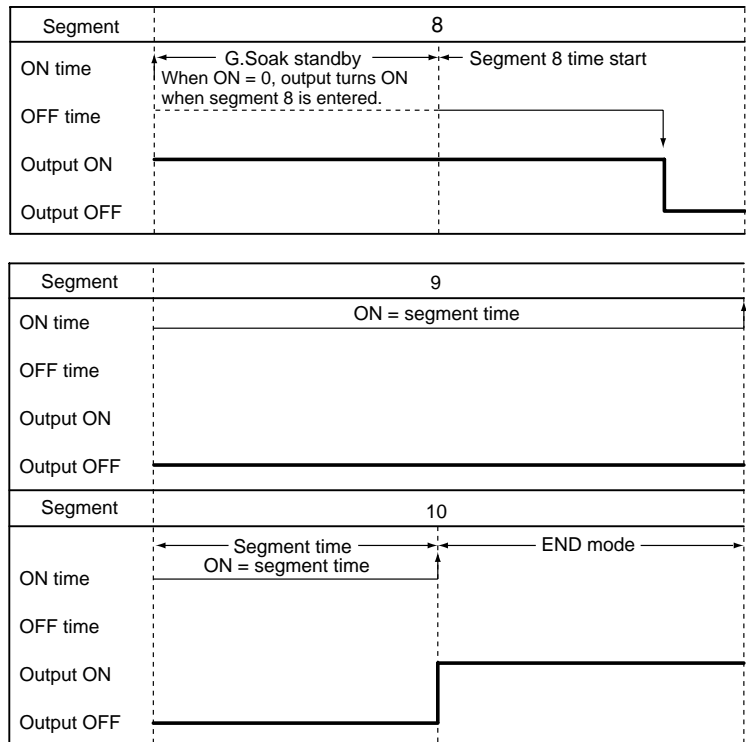 Segment 8
ON time G.Soak standby Segment 8 time start
When ON = 0, output turns ON
when segment 8 is entered.
OFF time
Output ON
Output OFF
Segment 9
ON time ON = segment time
OFF time
Output ON
Output OFF
Segment 10
Segment time END mode
ON = segment time
ON time
OFF time
Output ON
Output OFF